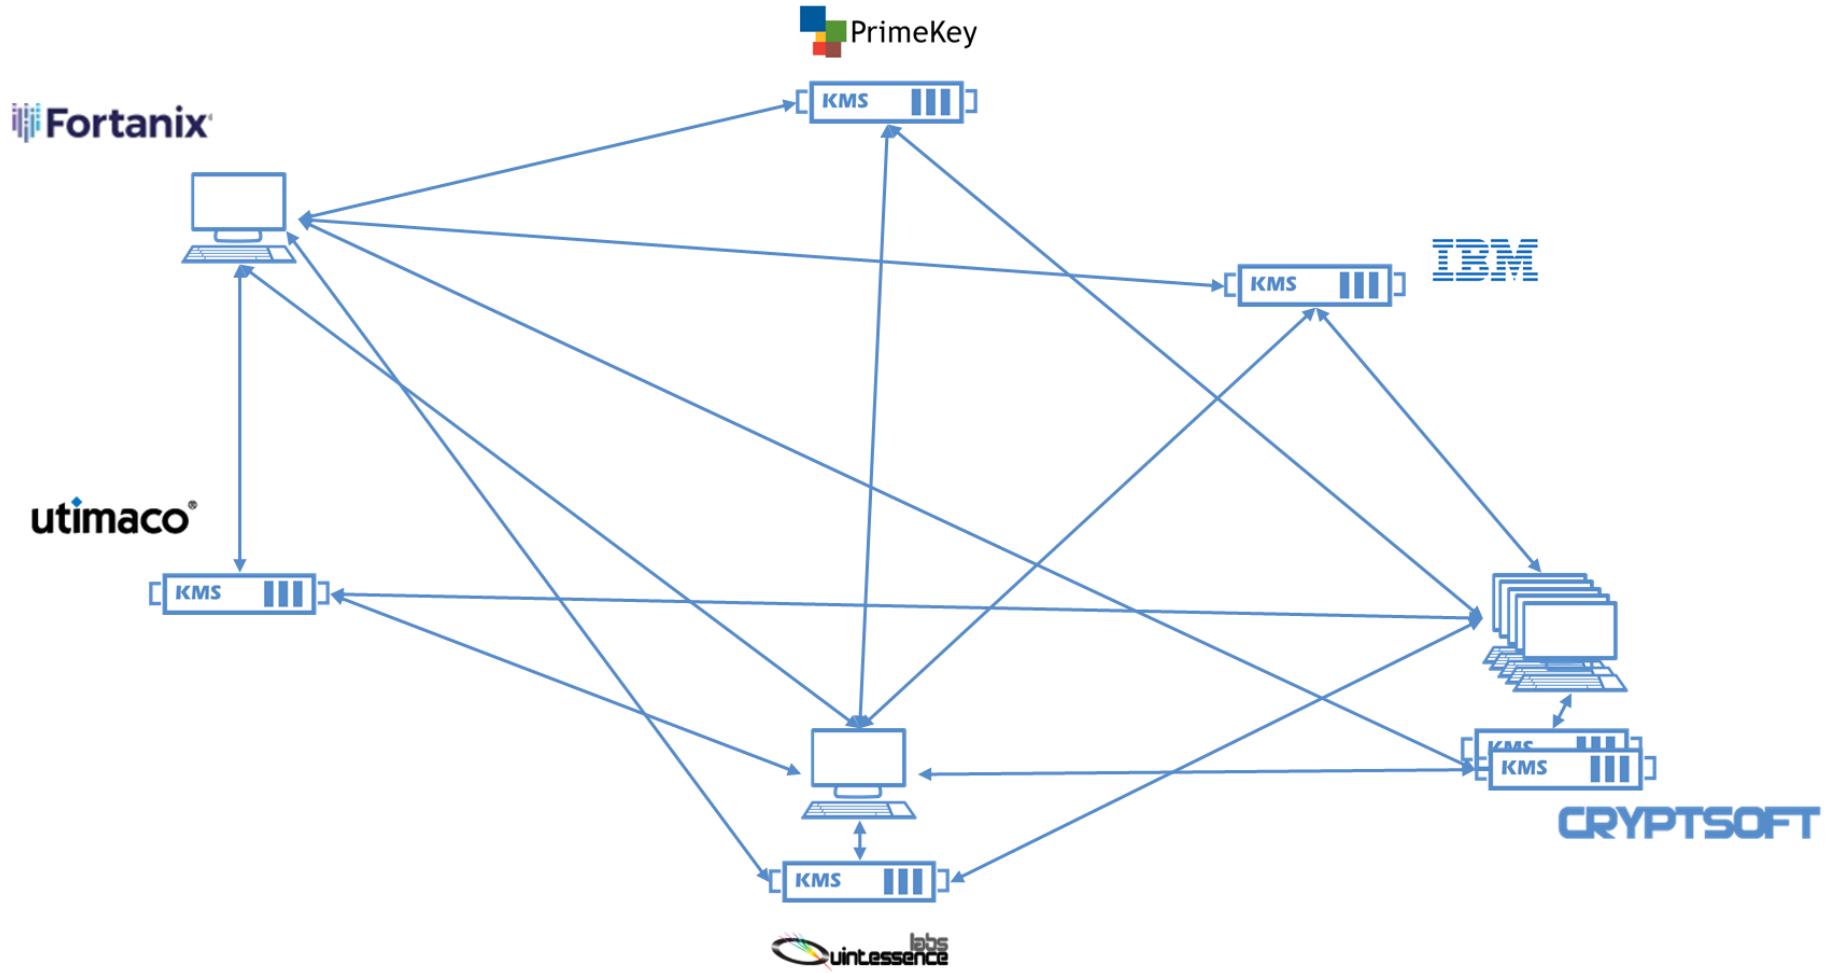 PrimeKey
KMS
Fortanix
IBM
KMS
utimaco®
KMS
KMS
KMS
CRYPTSOFT
KMS
Quintessence
labs